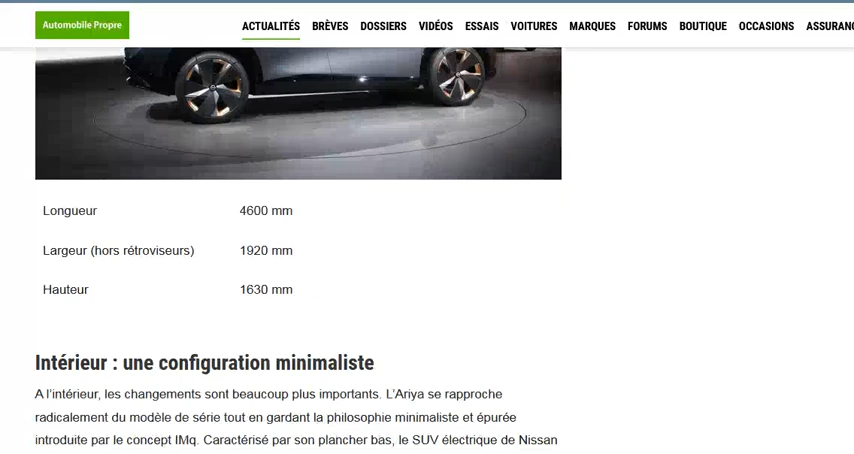 Automobile Propre
ACTUALITÉS BRÈVES DOSSIERS VIDÉOS ESSAIS VOITURES MARQUES FORUMS BOUTIQUE OCCASIONS ASSURANC
Longueur 4600 mm
Largeur (hors rétroviseurs) 1920 mm
Hauteur 1630 mm
Intérieur : une configuration minimaliste
A l’intérieur, les changements sont beaucoup plus importants. L’Ariya se rapproche
radicalement du modèle de série tout en gardant la philosophie minimaliste et épurée
introduite par le concept IMq. Caractérisé par son plancher bas, le SUV électrique de Nissan